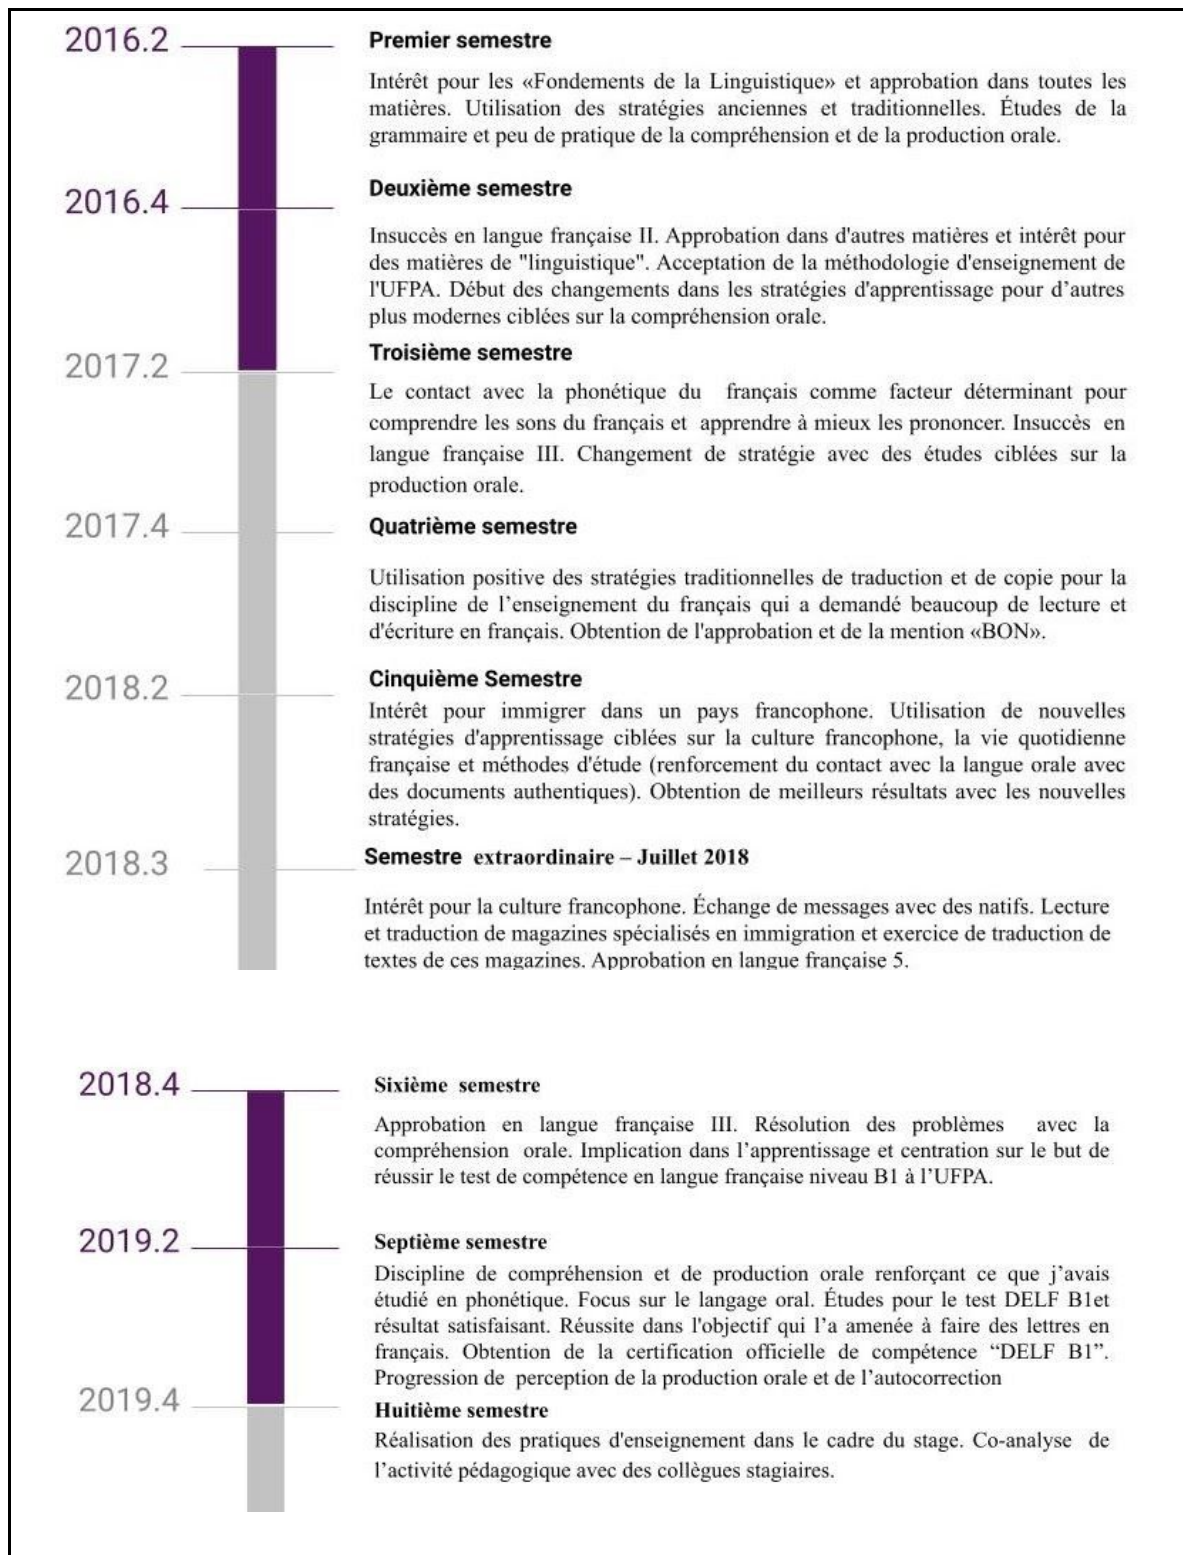 2016.2
Premier semestre
Intérêt pour les «Fondements de la Linguistique» et approbation dans toutes les
matières. Utilisation des stratégies anciennes et traditionnelles. Études de la
grammaire et peu de pratique de la compréhension et de la production orale.
2016.4
Deuxième semestre
Insuccès en langue française II. Approbation dans d'autres matières et intérêt pour
des matières de "linguistique". Acceptation de la méthodologie d'enseignement de
l'UFPA. Début des changements dans les stratégies d'apprentissage pour d’autres
plus modernes ciblées sur la compréhension orale.
2017.2
Troisième semestre
Le contact avec la phonétique du français comme facteur déterminant pour
comprendre les sons du français et apprendre à mieux les prononcer. Insuccès en
langue française III. Changement de stratégie avec des études ciblées sur la
production orale.
2017.4
Quatrième semestre
Utilisation positive des stratégies traditionnelles de traduction et de copie pour la
discipline de l’enseignement du français qui a demandé beaucoup de lecture et
d'écriture en français. Obtention de l'approbation et de la mention «BON».
2018.2
Cinquième Semestre
Intérêt pour immigrer dans un pays francophone. Utilisation de nouvelles
stratégies d'apprentissage ciblées sur la culture francophone, la vie quotidienne
française et méthodes d'étude (renforcement du contact avec la langue orale avec
des documents authentiques). Obtention de meilleurs résultats avec les nouvelles
stratégies.
2018.3
Semestre extraordinaire – Juillet 2018
Intérêt pour la culture francophone. Échange de messages avec des natifs. Lecture
et traduction de magazines spécialisés en immigration et exercice de traduction de
textes de ces magazines. Approbation en langue française 5.
2018.4
Sixième semestre
Approbation en langue française III. Résolution des problèmes avec la
compréhension orale. Implication dans l’apprentissage et centration sur le but de
réussir le test de compétence en langue française niveau B1 à l’UFPA.
2019.2
Septième semestre
Discipline de compréhension et de production orale renforçant ce que j’avais
étudié en phonétique. Focus sur le langage oral. Études pour le test DELF B1et
résultat satisfaisant. Réussite dans l'objectif qui l’a amenée à faire des lettres en
français. Obtention de la certification officielle de compétence “DELF B1”.
Progression de perception de la production orale et de l’autocorrection
2019.4
Huitième semestre
Réalisation des pratiques d'enseignement dans le cadre du stage. Co-analyse de
l’activité pédagogique avec des collègues stagiaires.